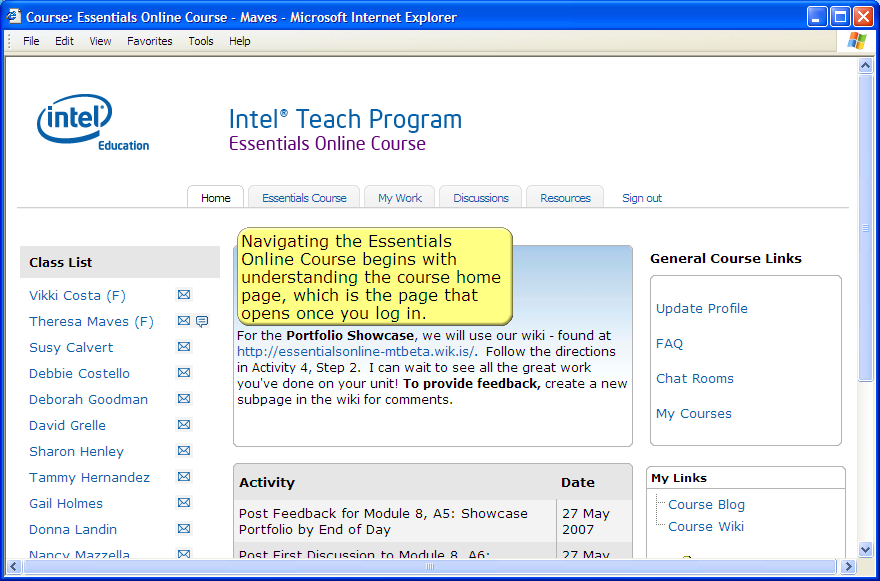 Course: Essentials Online Course - Maves - Microsoft Internet Explorer
File Edit View Favorites Tools Help
intel®
Education
Intel® Teach Program
Essentials Online Course
Home Essentials Course My Work Discussions Resources Sign out
Class List
Vikki Costa (F)
Theresa Maves (F)
Susy Calvert
Debbie Costello
Deborah Goodman
David Grelle
Sharon Henley
Tammy Hernandez
Gail Holmes
Donna Landin
Nancy Mazzella
Navigating the Essentials
Online Course begins with
understanding the course home
page, which is the page that
opens once you log in.
For the Portfolio Showcase, we will use our wiki - found at
http://essentialsonline-mtbeta.wik.is/. Follow the directions
in Activity 4, Step 2. I can wait to see all the great work
you've done on your unit! To provide feedback, create a new
subpage in the wiki for comments.
Activity Date
Post Feedback for Module 8, A5: Showcase
Portfolio by End of Day
27 May
2007
Post First Discussion to Module 8, A6:
27 May
General Course Links
Update Profile
FAQ
Chat Rooms
My Courses
My Links
Course Blog
Course Wiki